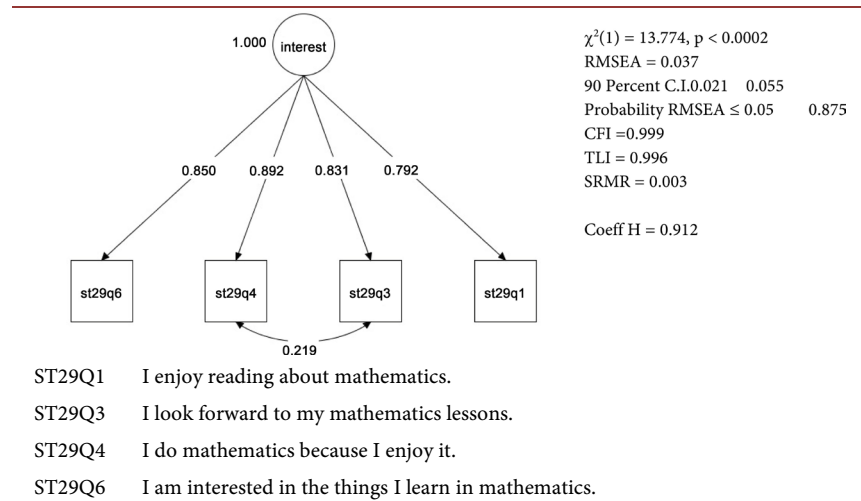 1.000 interest
χ²(1) = 13.774, p < 0.0002
RMSEA = 0.037
90 Percent C.I.0.021 0.055
Probability RMSEA ≤ 0.05 0.875
CFI =0.999
TLI = 0.996
SRMR = 0.003
Coeff H = 0.912
0.850 0.892 0.831 0.792
st29q6 st29q4 st29q3 st29q1
0.219
ST29Q1 I enjoy reading about mathematics.
ST29Q3 I look forward to my mathematics lessons.
ST29Q4 I do mathematics because I enjoy it.
ST29Q6 I am interested in the things I learn in mathematics.